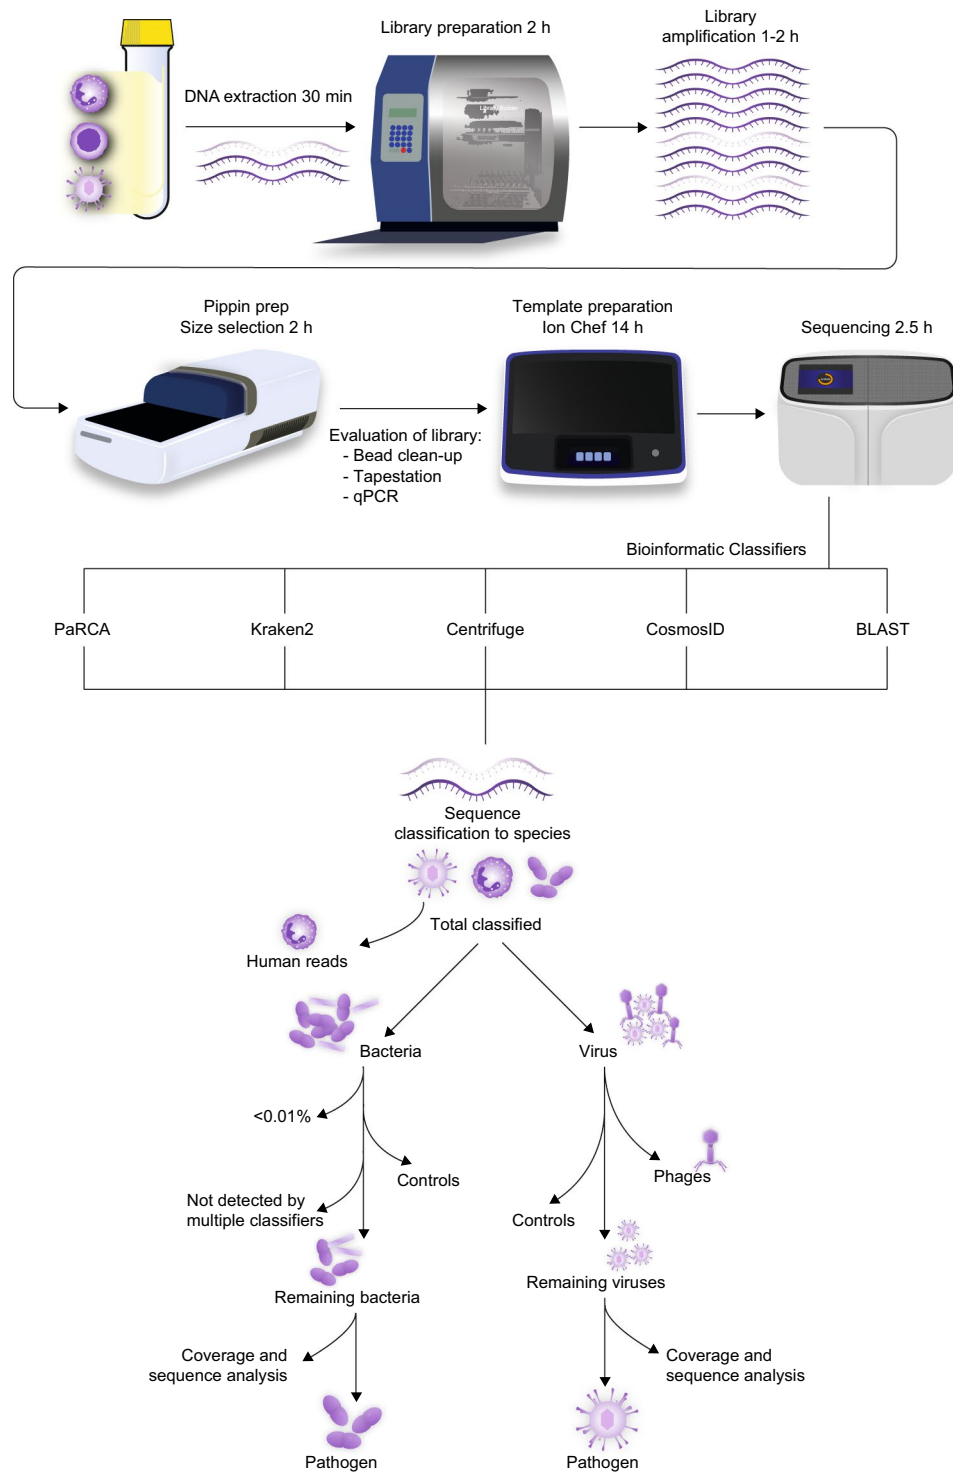 Library preparation 2 h
Library
amplification 1-2 h
DNA extraction 30 min
Pippin prep
Size selection 2 h
Template preparation
Ion Chef 14 h
Sequencing 2.5 h
Evaluation of library:
- Bead clean-up
- Tapestation
- qPCR
Bioinformatic Classifiers
PaRCA
Kraken2
Centrifuge
CosmosID
BLAST
Sequence
classification to species
Total classified
Human reads
Bacteria
Virus
<0.01%
Controls
Phages
Not detected by
multiple classifiers
Controls
Remaining bacteria
Remaining viruses
Coverage and
sequence analysis
Coverage and
sequence analysis
Pathogen
Pathogen